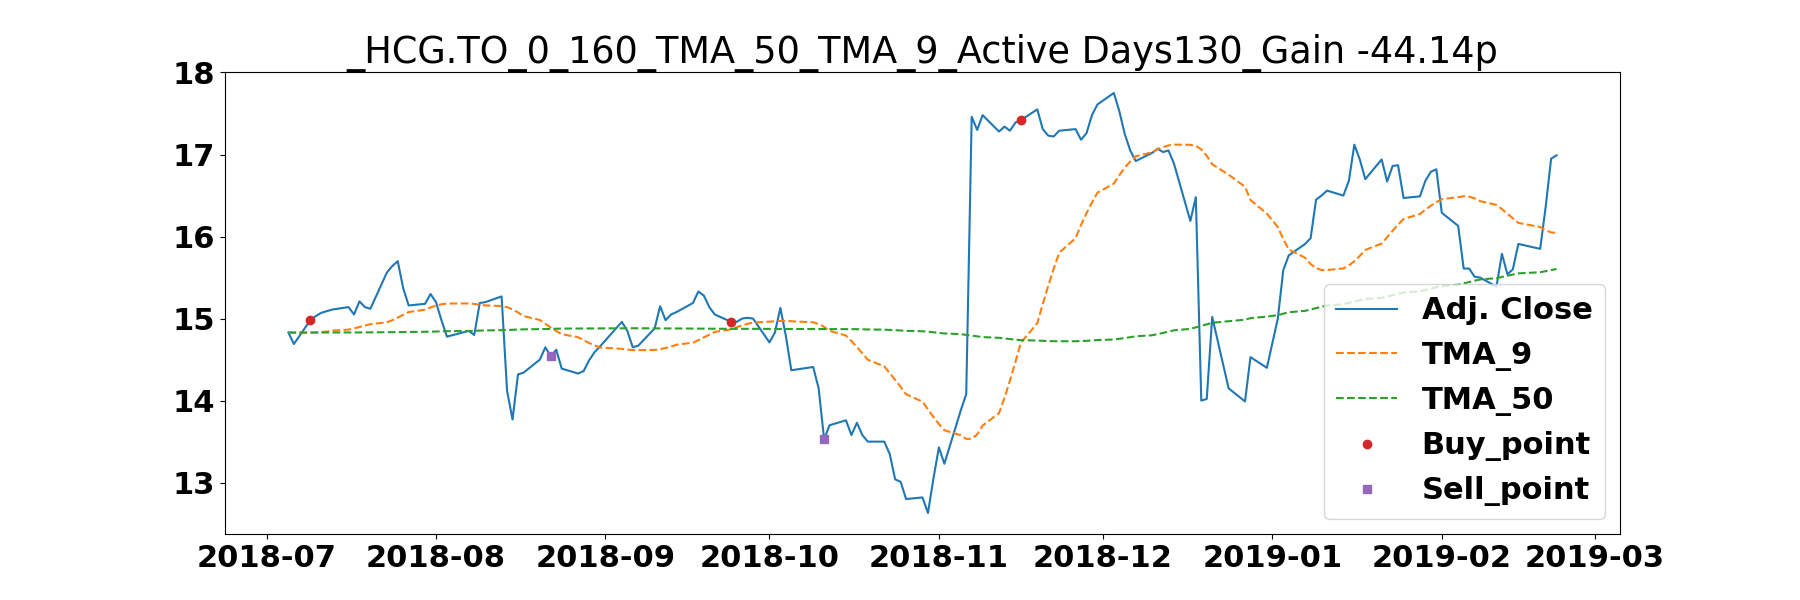 _HCG.TO_0_160_TMA_50_TMA_9_Active Days130_Gain -44.14p
18
17
16
15
14
13
Adj. Close
TMA_9
TMA_50
Buy_point
Sell_point
2018-07 2018-08 2018-09 2018-10 2018-11 2018-12 2019-01 2019-02 2019-03